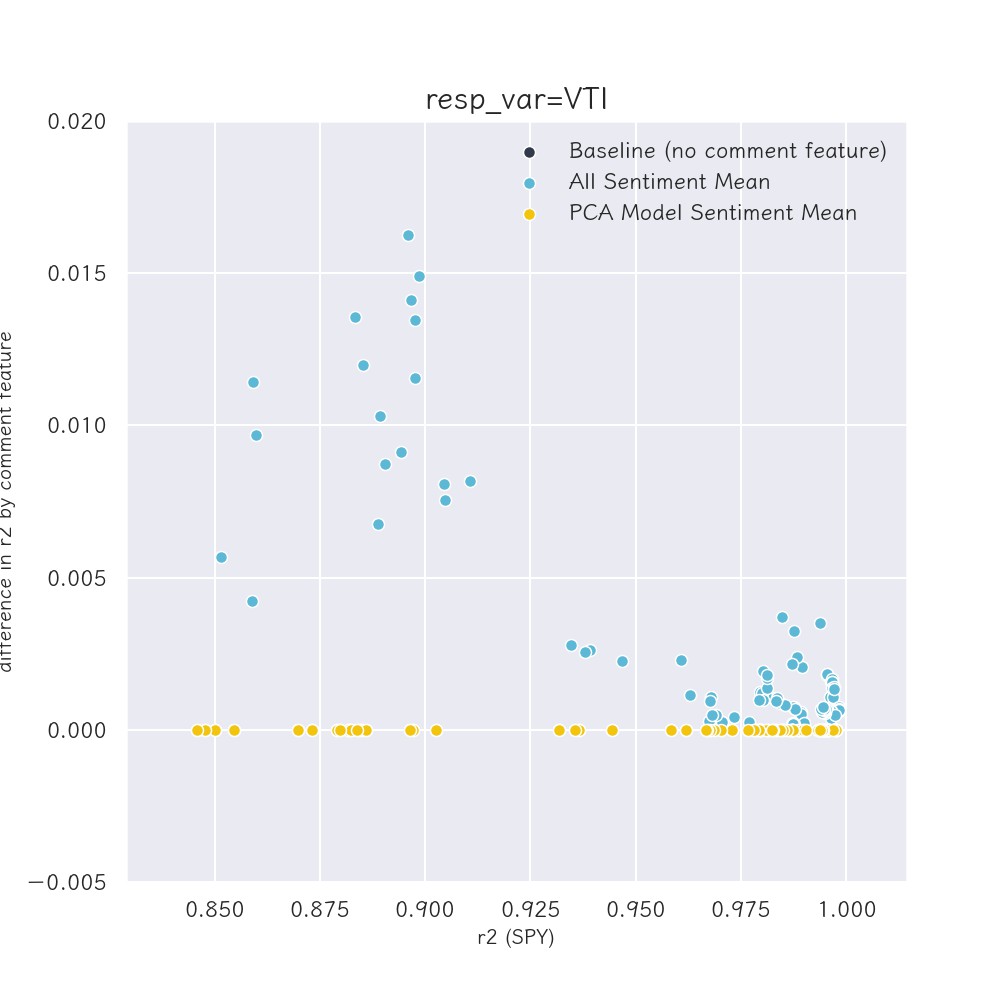 resp_var=VTI
0.020
0.015
0.010
0.005
0.000
−0.005
difference in r2 by comment feature
Baseline (no comment feature)
All Sentiment Mean
PCA Model Sentiment Mean
0.850 0.875 0.900 0.925 0.950 0.975 1.000
r2 (SPY)